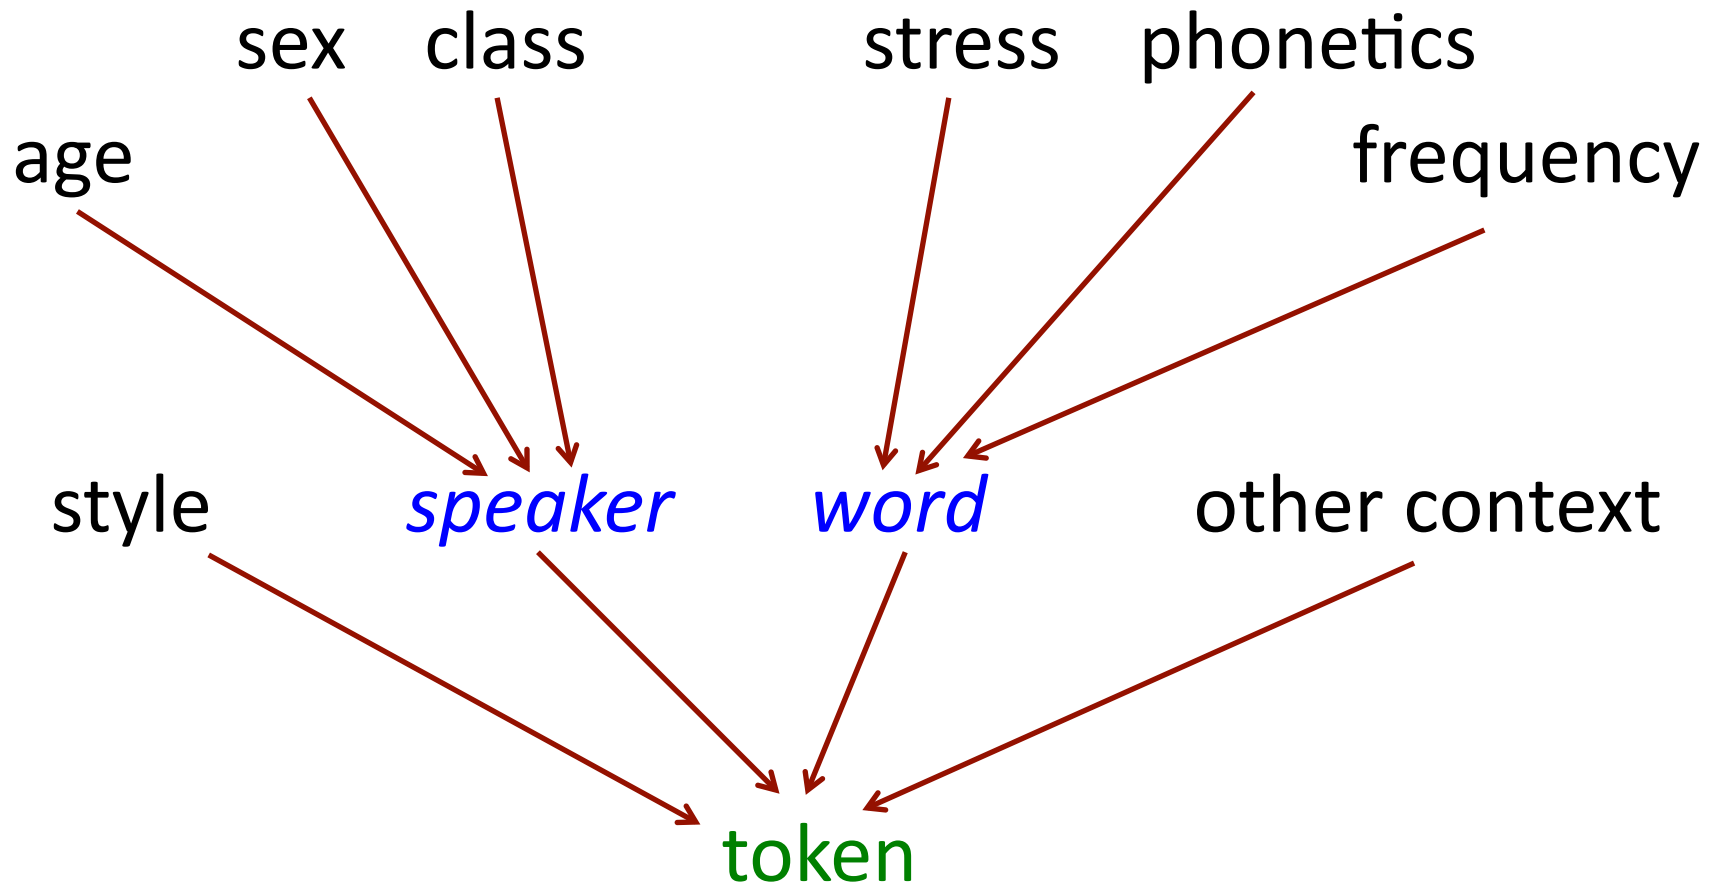 sex class stress phonetics
age frequency
style speaker word other context
token